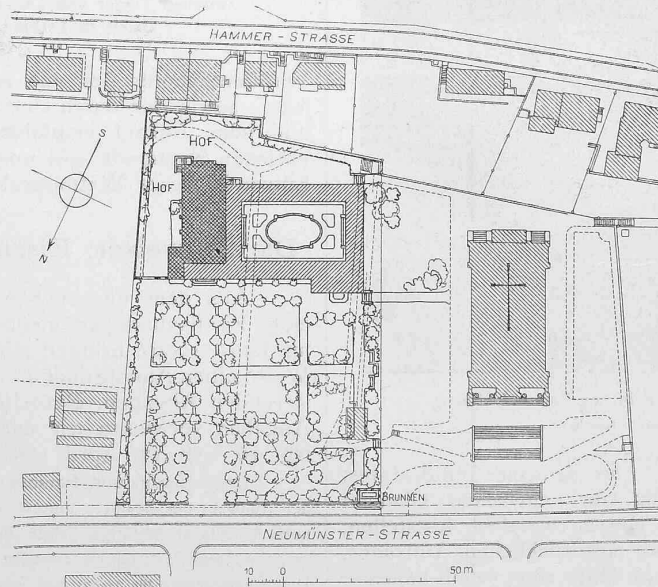 HAMMER - STRASSE
HOF
HOF
S
N
BRUNNEN
NEUMÜNSTER - STRASSE
10 0 50 m